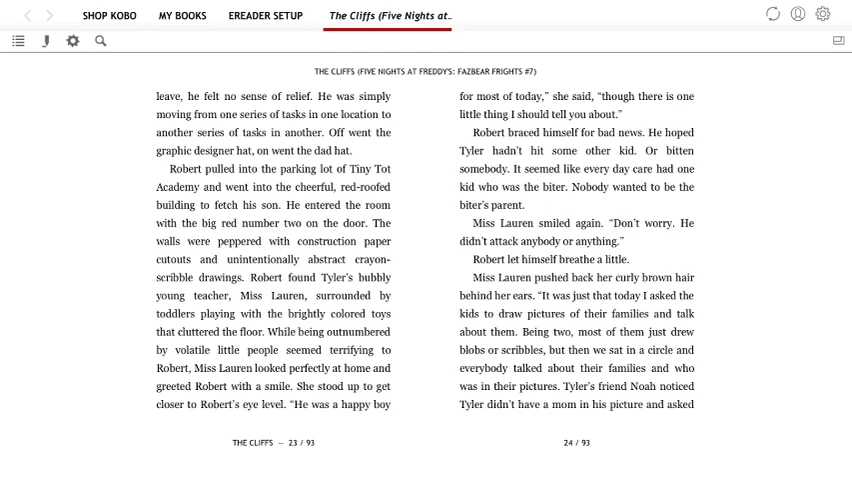 SHOP KOBO
MY BOOKS
EREADER SETUP
The Cliffs (Five Nights at..
THE CLIFFS (FIVE NIGHTS AT FREDDY'S: FAZBEAR FRIGHTS #7)
leave, he felt no sense of relief. He was simply
moving from one series of tasks in one location to
another series of tasks in another. Off went the
graphic designer hat, on went the dad hat.
Robert pulled into the parking lot of Tiny Tot
Academy and went into the cheerful, red-roofed
building to fetch his son. He entered the room
with the big red number two on the door. The
walls were peppered with construction paper
cutouts and unintentionally abstract crayon-
scribble drawings. Robert found Tyler’s bubbly
young teacher, Miss Lauren, surrounded by
toddlers playing with the brightly colored toys
that cluttered the floor. While being outnumbered
by volatile little people seemed terrifying to
Robert, Miss Lauren looked perfectly at home and
greeted Robert with a smile. She stood up to get
closer to Robert’s eye level. “He was a happy boy
THE CLIFFS — 23 / 93
for most of today,” she said, “though there is one
little thing I should tell you about.”
Robert braced himself for bad news. He hoped
Tyler hadn’t hit some other kid. Or bitten
somebody. It seemed like every day care had one
kid who was the biter. Nobody wanted to be the
biter’s parent.
Miss Lauren smiled again. “Don’t worry. He
didn’t attack anybody or anything.”
Robert let himself breathe a little.
Miss Lauren pushed back her curly brown hair
behind her ears. “It was just that today I asked the
kids to draw pictures of their families and talk
about them. Being two, most of them just drew
blobs or scribbles, but then we sat in a circle and
everybody talked about their families and who
was in their pictures. Tyler’s friend Noah noticed
Tyler didn’t have a mom in his picture and asked
24 / 93